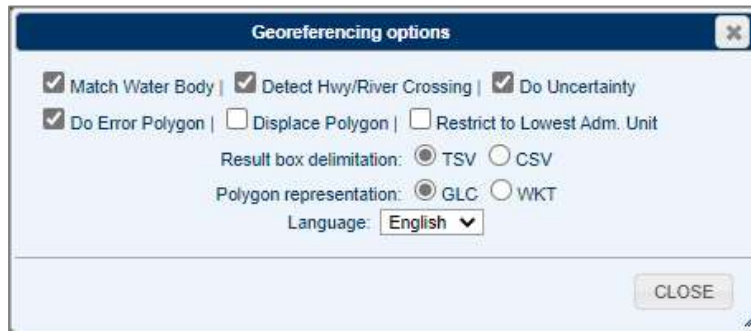 Georeferencing options
Match Water Body | Detect Hwy/River Crossing | Do Uncertainty
Do Error Polygon | Displace Polygon | Restrict to Lowest Adm. Unit
Result box delimitation: TSV CSV
Polygon representation: GLC WKT
Language: English
CLOSE